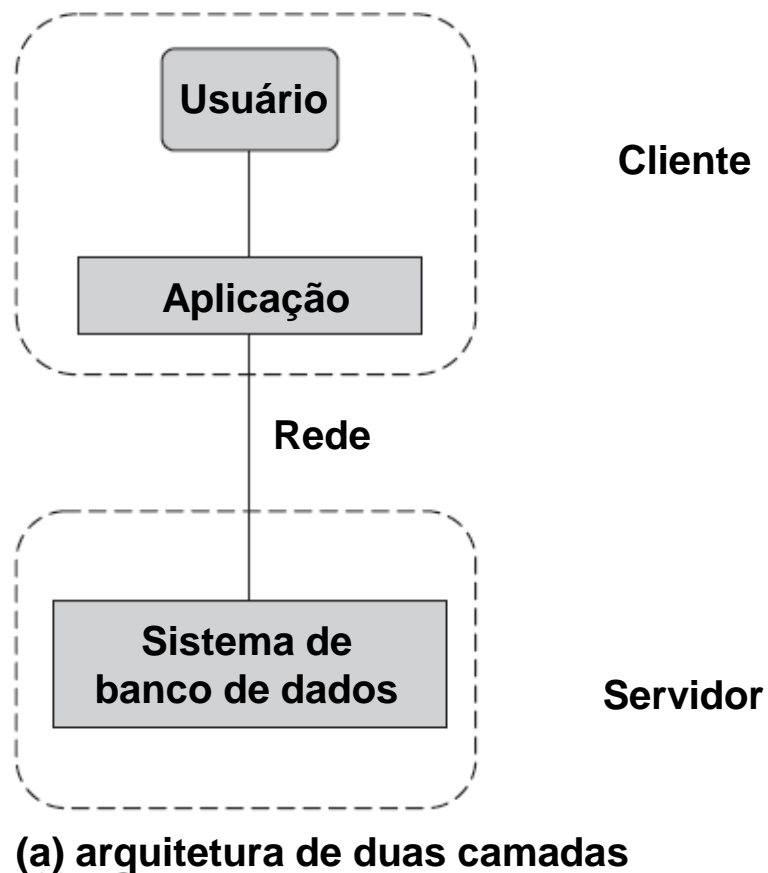 Usuário
Cliente
Aplicação
Rede
Sistema de
banco de dados
Servidor
(a) arquitetura de duas camadas